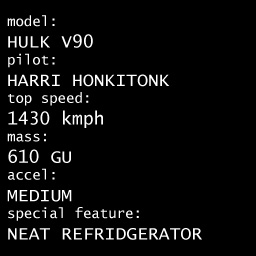 model:
HULK V90
pilot:
HARRI HONKITONK
top speed:
1430 kmph
mass:
610 GU
accel:
MEDIUM
special feature:
NEAT REFRIDGERATOR